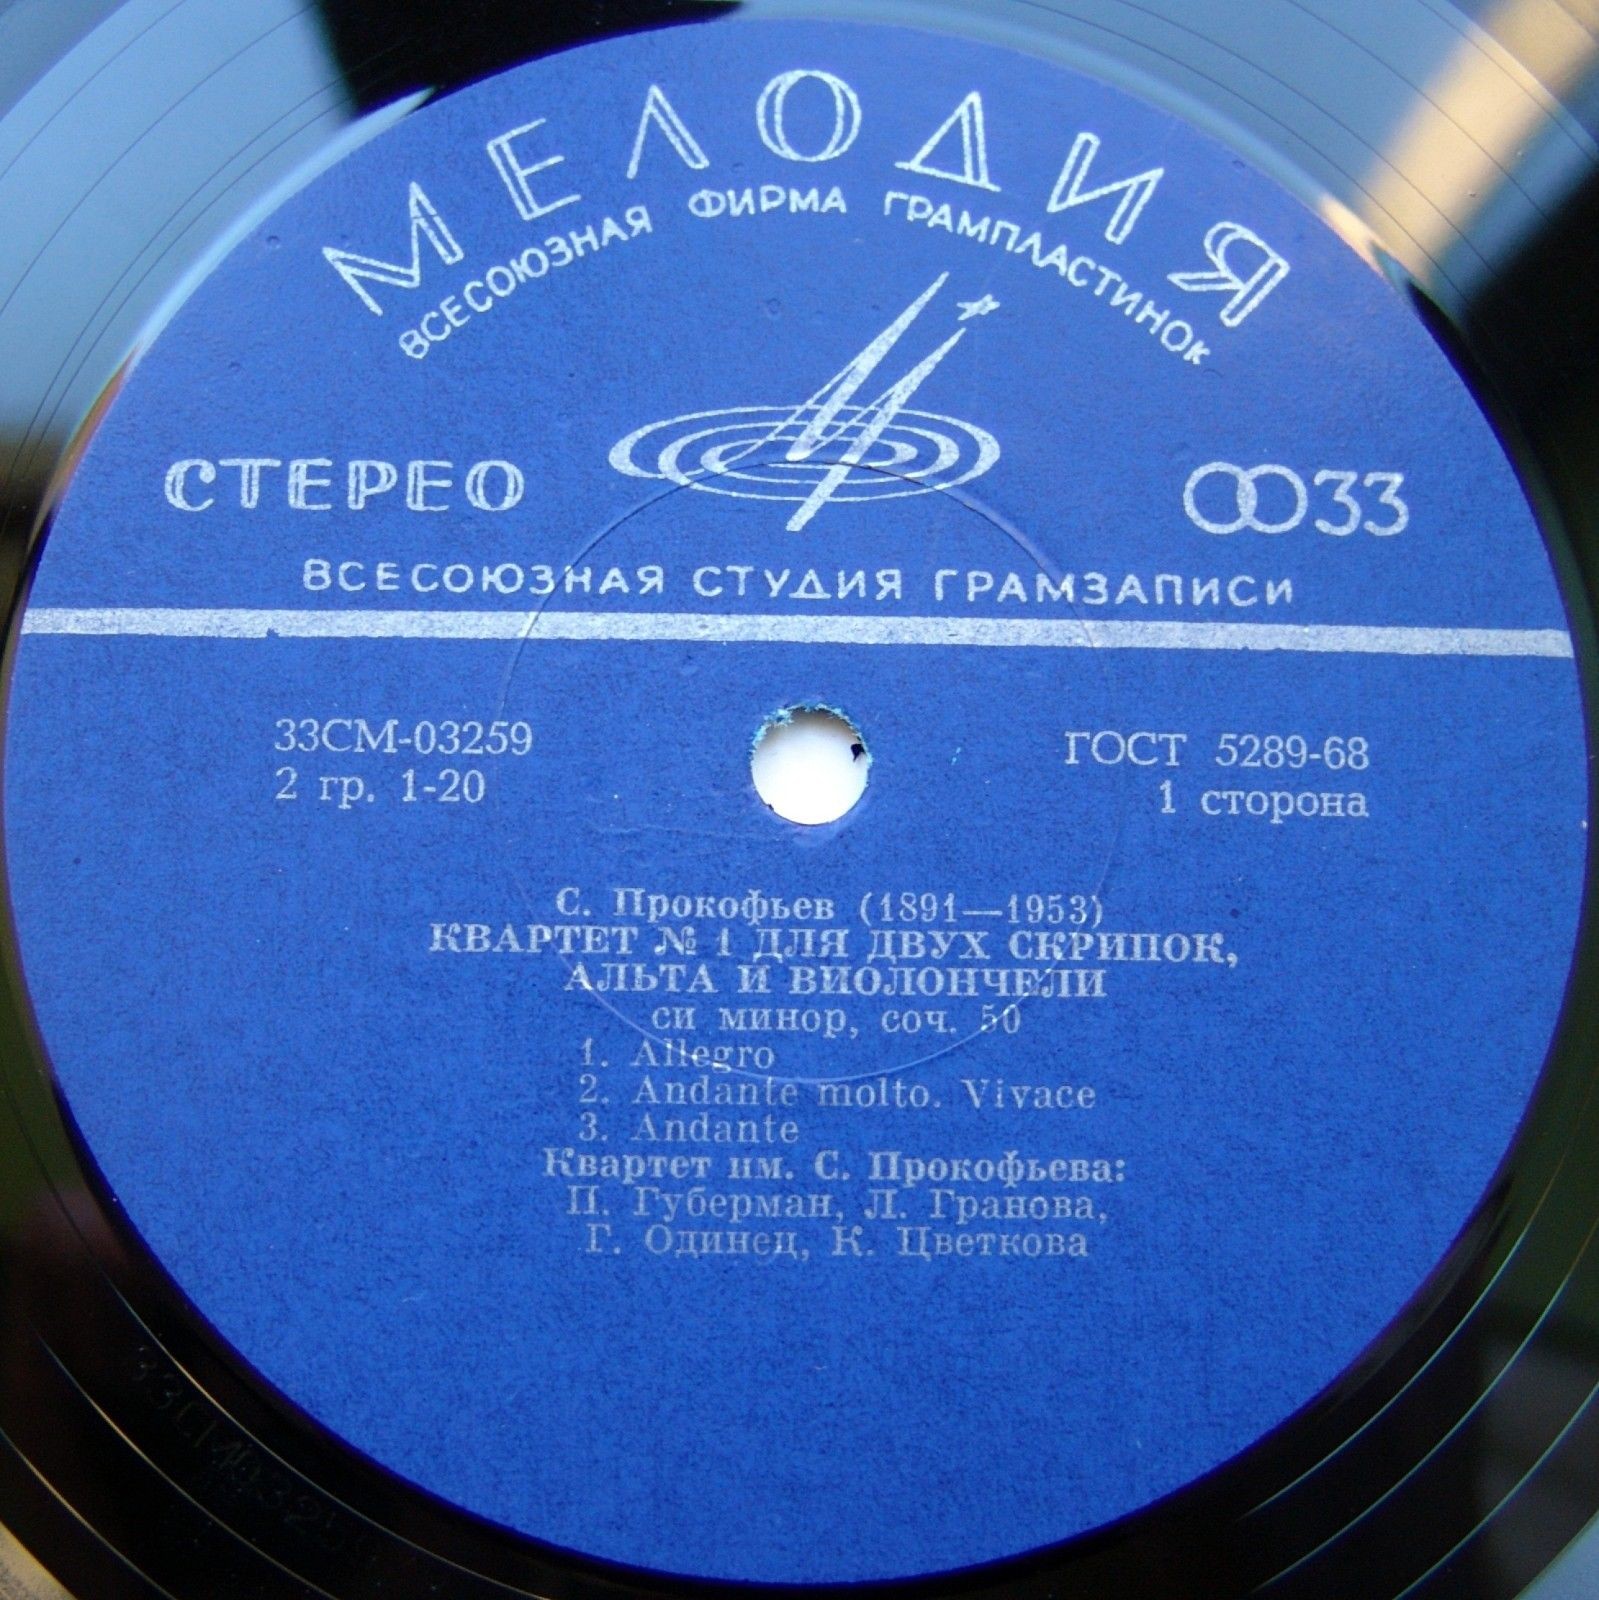 МЕЛОДИЯ
ВСЕСОЮЗНАЯ ФИРМА ГРАМПЛАСТИНОК
СТЕРЕО
33
ВСЕСОЮЗНАЯ СТУДИЯ ГРАМЗАПИСИ
33СМ-03259
2 гр. 1-20
ГОСТ 5289-68
1 сторона
С. Прокофьев (1891—1953)
КВАРТЕТ № 1 ДЛЯ ДВУХ СКРИПОК,
АЛЬТА И ВИОЛОНЧЕЛИ
си минор, соч. 50
1. Allegro
2. Andante molto. Vivace
3. Andante
Квартет им. С. Прокофьева:
П. Губерман, Л. Гранова,
Г. Одинец, К. Цветкова